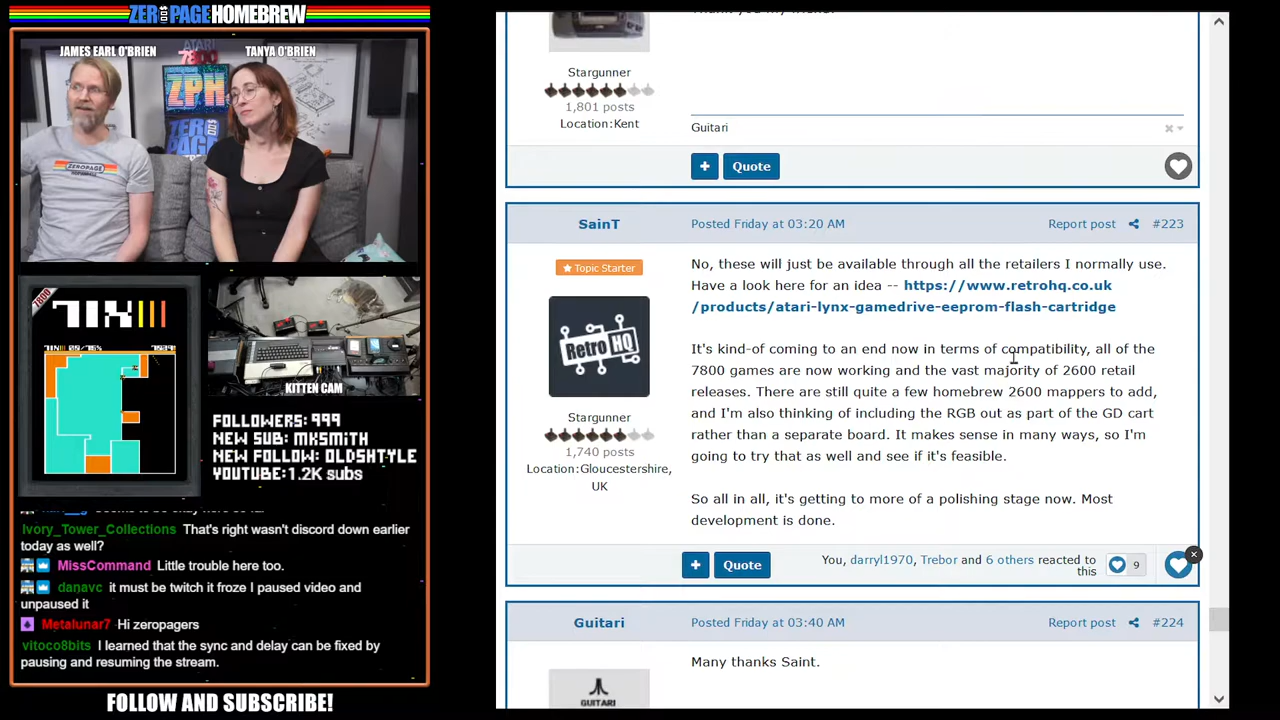 ZEROPAGE HOMEBREW
JAMES EARL O'BRIEN
TANYA O'BRIEN
ATARI
7800
ZPH
ZEROPAGE
7800
KITTEN CAM
FOLLOWERS: 999
NEW SUB: MKSMITH
NEW FOLLOW: OLDSHTYLE
YOUTUBE: 1.2K SUBS
Ivory_Tower_Collections That's right wasn't discord down earlier
today as well?
MissCommand Little trouble here too.
danavc it must be twitch it froze I paused video and
unpaused it
Metalunar7 Hi zeropagers
vitoco8bits I learned that the sync and delay can be fixed by
pausing and resuming the stream.
FOLLOW AND SUBSCRIBE!
Stargunner
1,801 posts
Location:Kent
Guitari
+ Quote
SainT
Posted Friday at 03:20 AM
Report post
#223
Topic Starter
Retro HQ
Stargunner
1,740 posts
Location:Gloucestershire,
UK
No, these will just be available through all the retailers I normally use.
Have a look here for an idea -- https://www.retrohq.co.uk
/products/atari-lynx-gamedrive-eeprom-flash-cartridge
It's kind-of coming to an end now in terms of compatibility, all of the
7800 games are now working and the vast majority of 2600 retail
releases. There are still quite a few homebrew 2600 mappers to add,
and I'm also thinking of including the RGB out as part of the GD cart
rather than a separate board. It makes sense in many ways, so I'm
going to try that as well and see if it's feasible.
So all in all, it's getting to more of a polishing stage now. Most
development is done.
+ Quote
You, darryl1970, Trebor and 6 others reacted to
this
9
Guitari
Posted Friday at 03:40 AM
Report post
#224
Many thanks Saint.
GUITARI